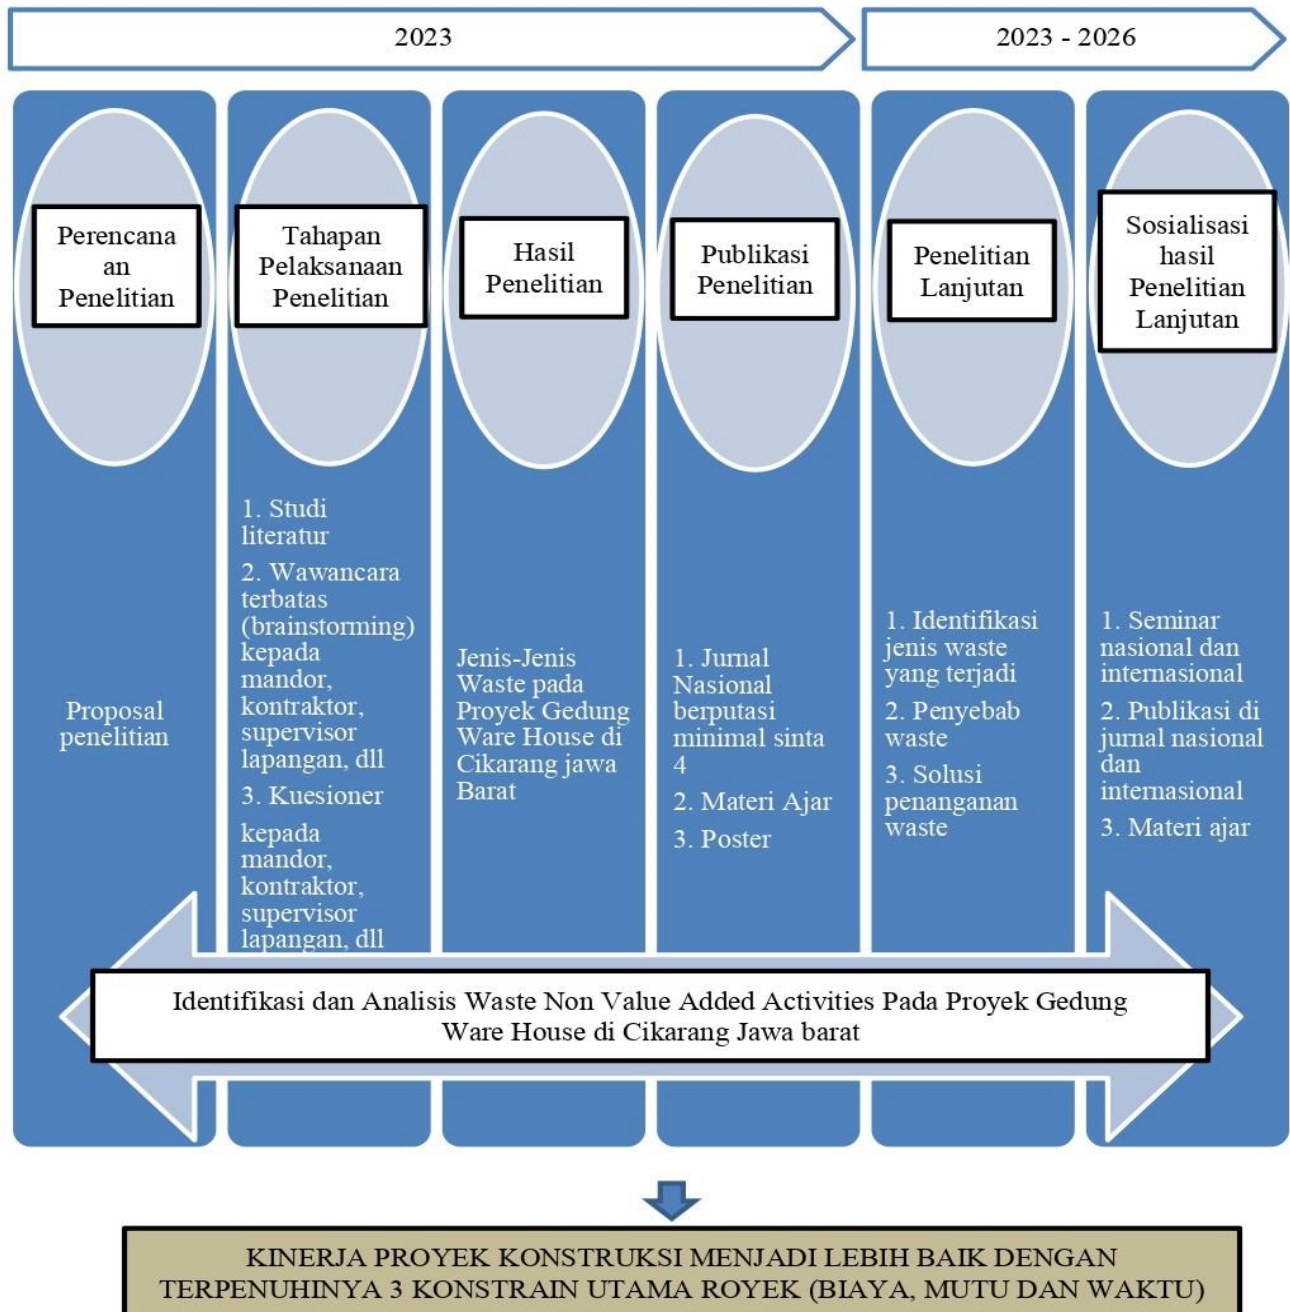 2023
2023 - 2026
Perencana
an
Penelitian
Tahapan
Pelaksanaan
Penelitian
Hasil
Penelitian
Publikasi
Penelitian
Penelitian
Lanjutan
Sosialisasi
hasil
Penelitian
Lanjutan
Proposal
penelitian
1. Studi
literatur
2. Wawancara
terbatas
(brainstorming)
kepada
mandor,
kontraktor,
supervisor
lapangan, dll
3. Kuesioner
kepada
mandor,
kontraktor,
supervisor
lapangan, dll
Jenis-Jenis
Waste pada
Proyek Gedung
Ware House di
Cikarang jawa
Barat
1. Jurnal
Nasional
berputasi
minimal sinta
4
2. Materi Ajar
3. Poster
1. Identifikasi
jenis waste
yang terjadi
2. Penyebab
waste
3. Solusi
penanganan
waste
1. Seminar
nasional dan
internasional
2. Publikasi di
jurnal nasional
dan
internasional
3. Materi ajar
Identifikasi dan Analisis Waste Non Value Added Activities Pada Proyek Gedung
Ware House di Cikarang Jawa barat
KINERJA PROYEK KONSTRUKSI MENJADI LEBIH BAIK DENGAN
TERPENUHINYA 3 KONSTRAIN UTAMA ROYEK (BIAYA, MUTU DAN WAKTU)